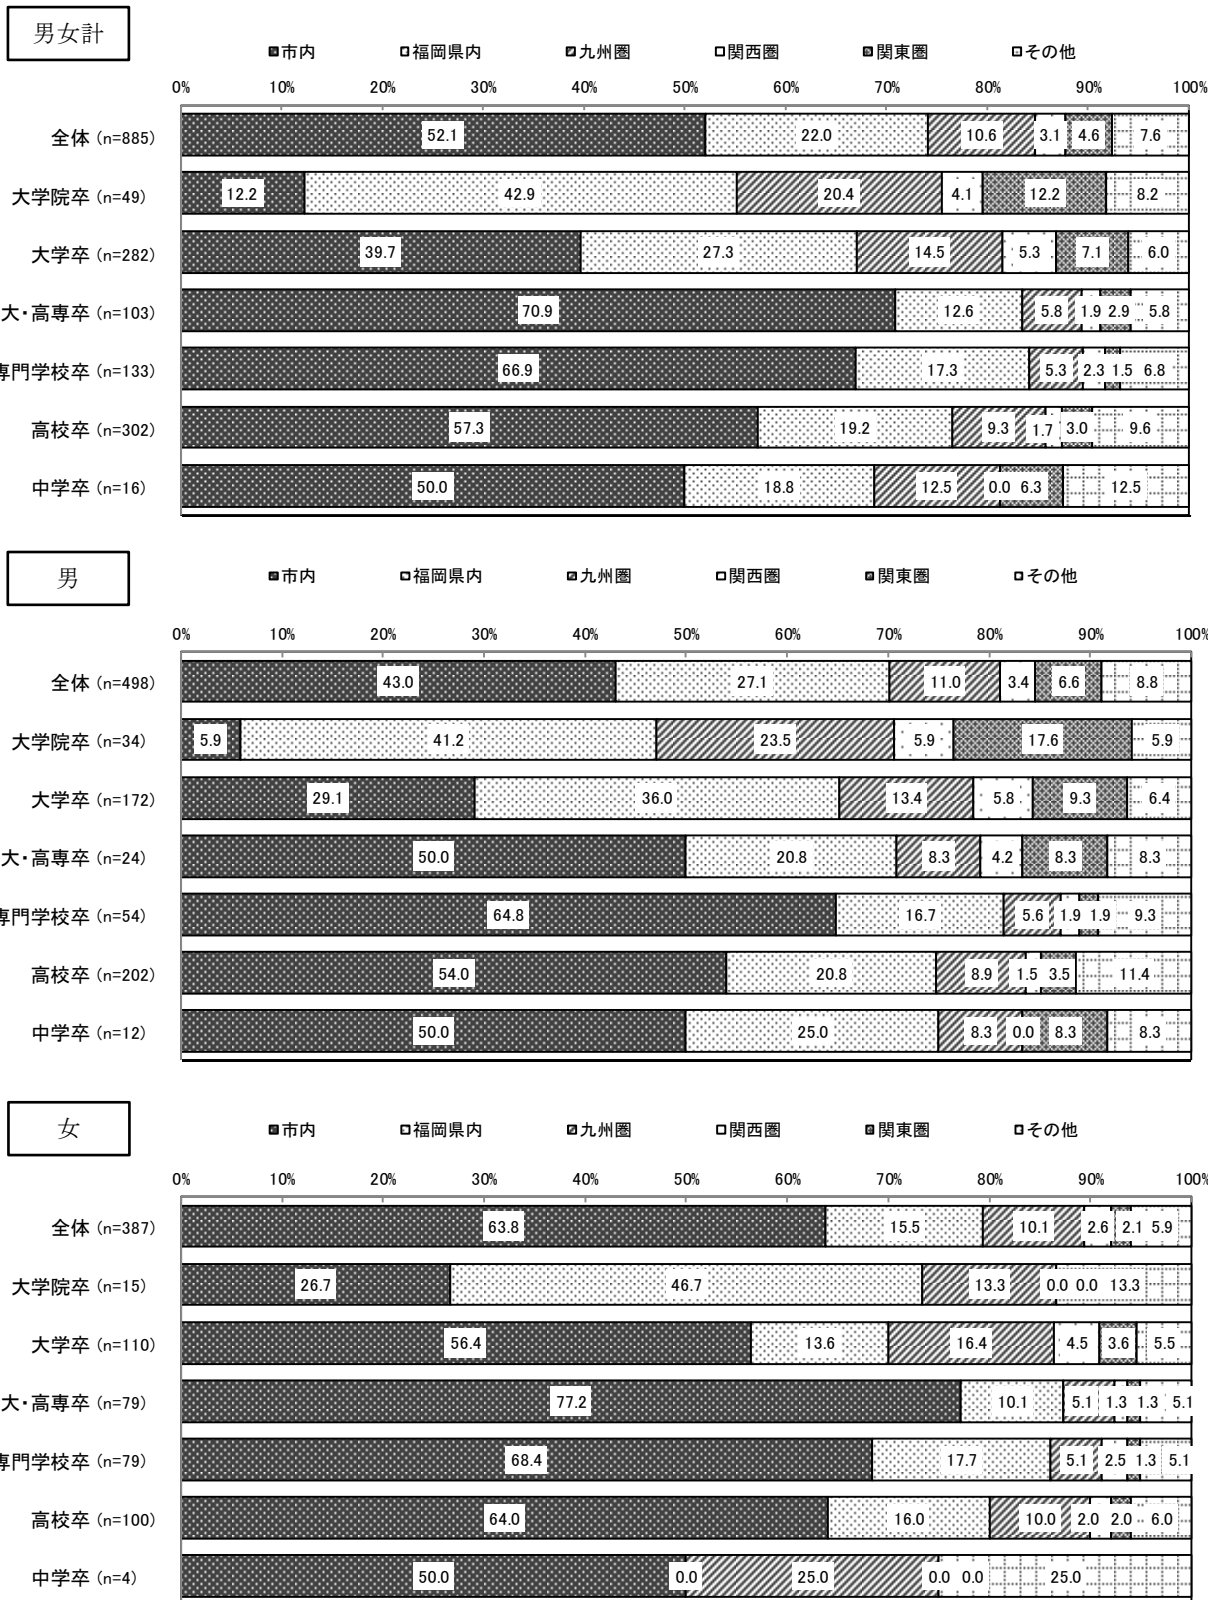 男女計
市内 福岡県内 九州圏 関西圏 関東圏 その他
0% 10% 20% 30% 40% 50% 60% 70% 80% 90% 100%
全体 (n=885) 52.1 22.0 10.6 3.1 4.6 7.6
大学院卒 (n=49) 12.2 42.9 20.4 4.1 12.2 8.2
大学卒 (n=282) 39.7 27.3 14.5 5.3 7.1 6.0
大・高専卒 (n=103) 70.9 12.6 5.8 1.9 2.9 5.8
専門学校卒 (n=133) 66.9 17.3 5.3 2.3 1.5 6.8
高校卒 (n=302) 57.3 19.2 9.3 1.7 3.0 9.6
中学卒 (n=16) 50.0 18.8 12.5 0.0 6.3 12.5
男
市内 福岡県内 九州圏 関西圏 関東圏 その他
0% 10% 20% 30% 40% 50% 60% 70% 80% 90% 100%
全体 (n=498) 43.0 27.1 11.0 3.4 6.6 8.8
大学院卒 (n=34) 5.9 41.2 23.5 5.9 17.6 5.9
大学卒 (n=172) 29.1 36.0 13.4 5.8 9.3 6.4
大・高専卒 (n=24) 50.0 20.8 8.3 4.2 8.3 8.3
専門学校卒 (n=54) 64.8 16.7 5.6 1.9 1.9 9.3
高校卒 (n=202) 54.0 20.8 8.9 1.5 3.5 11.4
中学卒 (n=12) 50.0 25.0 8.3 0.0 8.3 8.3
女
市内 福岡県内 九州圏 関西圏 関東圏 その他
0% 10% 20% 30% 40% 50% 60% 70% 80% 90% 100%
全体 (n=387) 63.8 15.5 10.1 2.6 2.1 5.9
大学院卒 (n=15) 26.7 46.7 13.3 0.0 0.0 13.3
大学卒 (n=110) 56.4 13.6 16.4 4.5 3.6 5.5
大・高専卒 (n=79) 77.2 10.1 5.1 1.3 1.3 5.1
専門学校卒 (n=79) 68.4 17.7 5.1 2.5 1.3 5.1
高校卒 (n=100) 64.0 16.0 10.0 2.0 2.0 6.0
中学卒 (n=4) 50.0 0.0 25.0 0.0 0.0 25.0